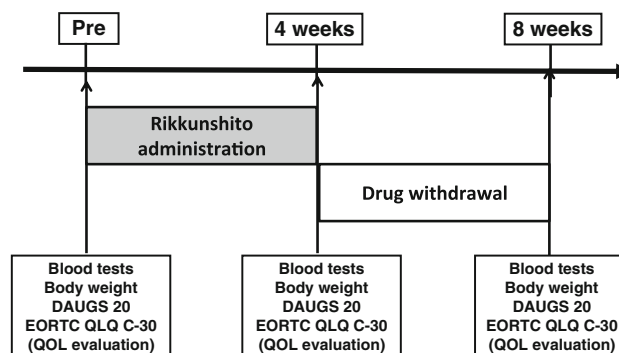 Pre
4 weeks
8 weeks
Rikkunshito
administration
Drug withdrawal
Blood tests
Body weight
DAUGS 20
EORTC QLQ C-30
(QOL evaluation)
Blood tests
Body weight
DAUGS 20
EORTC QLQ C-30
(QOL evaluation)
Blood tests
Body weight
DAUGS 20
EORTC QLQ C-30
(QOL evaluation)